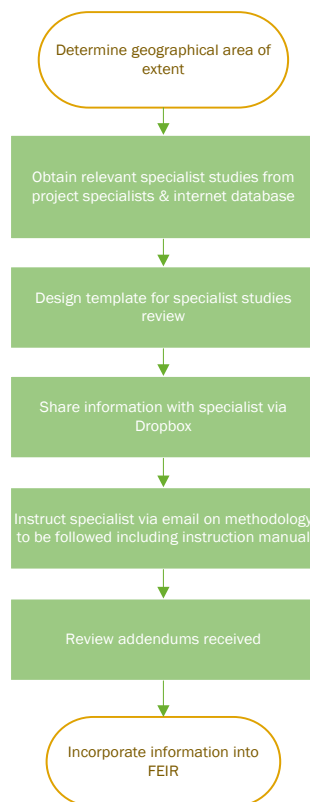 Determine geographical area of
extent
Obtain relevant specialist studies from
project specialists & internet database
Design template for specialist studies
review
Share information with specialist via
Dropbox
Instruct specialist via email on methodology
to be followed including instruction manual
Review addendums received
Incorporate information into
FEIR